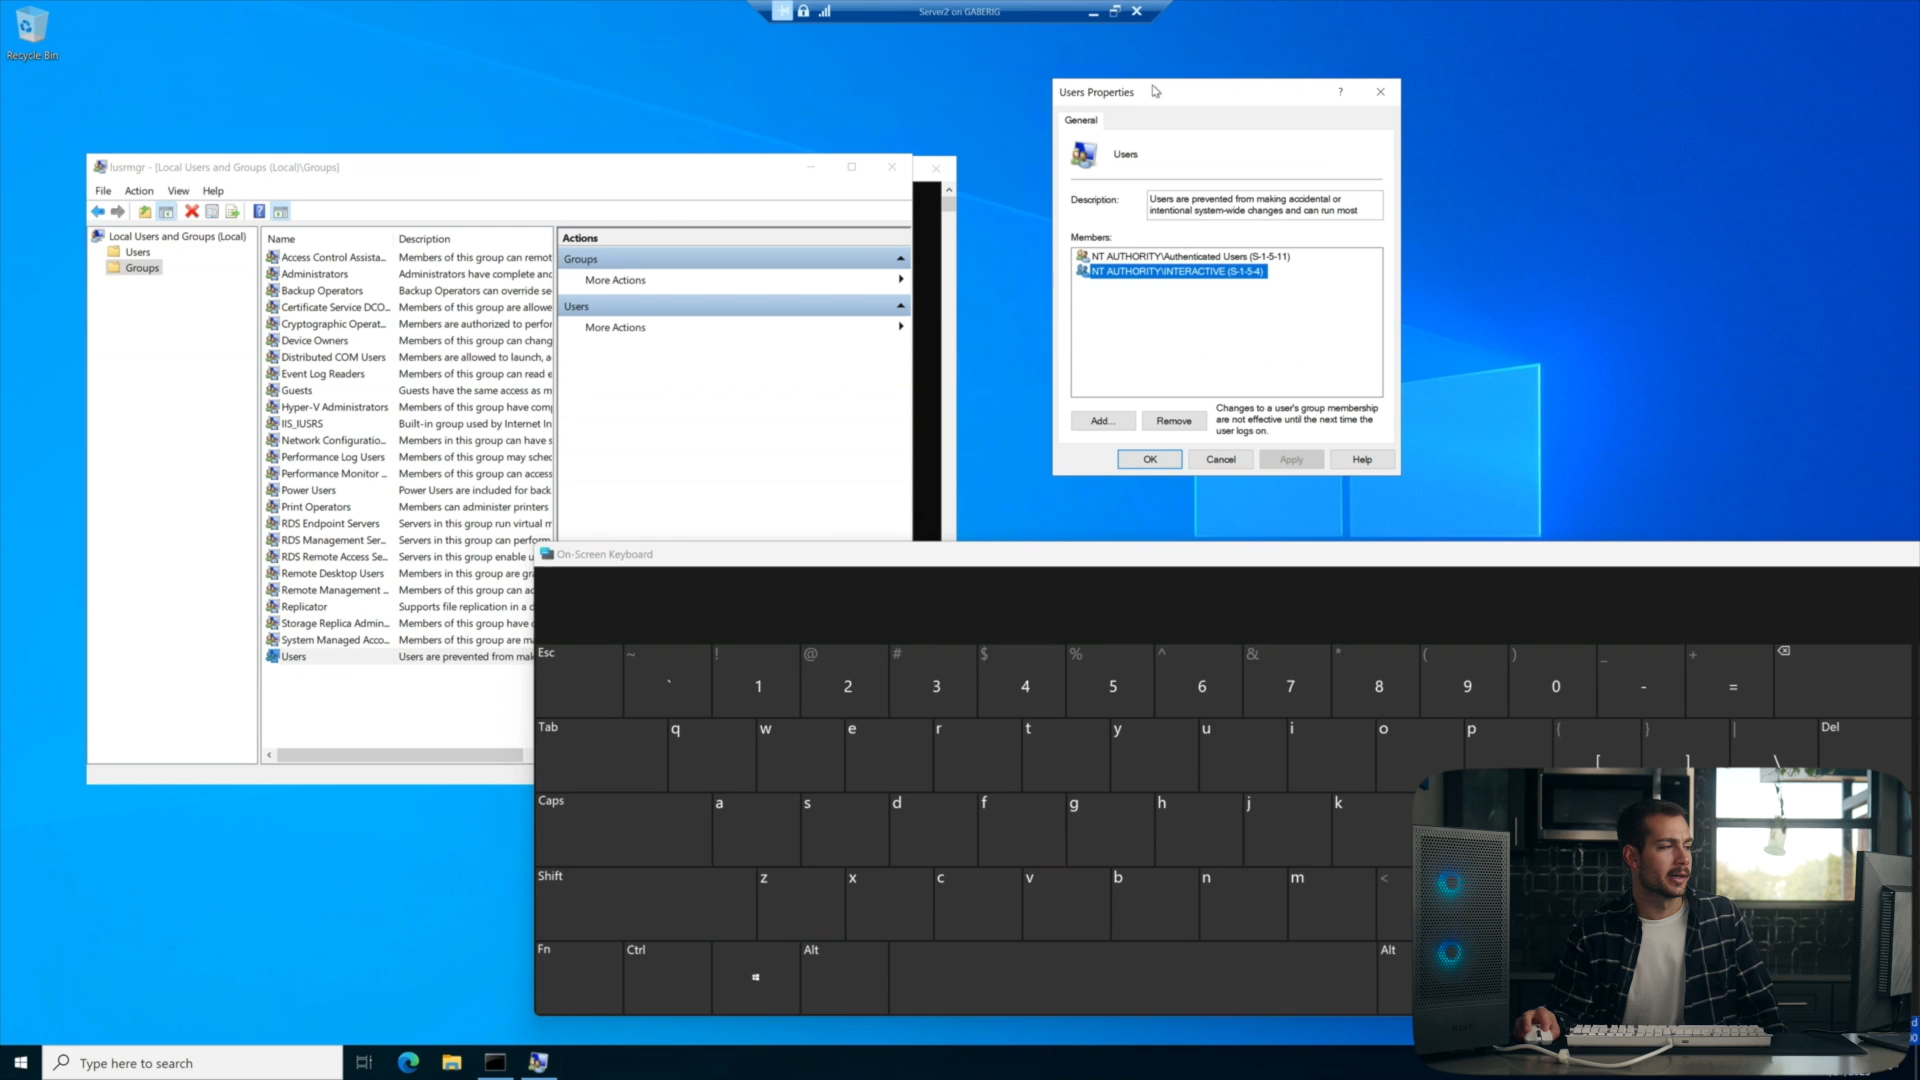 Recycle Bin
Server2 on GABERIG
lusrmgr - [Local Users and Groups (Local)\Groups]
File Action View Help
Local Users and Groups (Local)
Users
Groups
Name Description
Access Control Assista... Members of this group can remot
Administrators Administrators have complete and
Backup Operators Backup Operators can override se
Certificate Service DCO... Members of this group are allowe
Cryptographic Operat... Members are authorized to perfor
Device Owners Members of this group can chang
Distributed COM Users Members are allowed to launch, a
Event Log Readers Members of this group can read e
Guests Guests have the same access as m
Hyper-V Administrators Members of this group have comp
IIS_IUSRS Built-in group used by Internet In
Network Configuratio... Members in this group can have s
Performance Log Users Members of this group may sched
Performance Monitor ... Members of this group can access
Power Users Power Users are included for back
Print Operators Members can administer printers
RDS Endpoint Servers Servers in this group run virtual m
RDS Management Ser... Servers in this group can perform
RDS Remote Access Se... Servers in this group enable u
Remote Desktop Users Members in this group are gra
Remote Management ... Members of this group can ac
Replicator Supports file replication in a d
Storage Replica Admin... Members of this group have c
System Managed Acco... Members of this group are ma
Users Users are prevented from mak
Actions
Groups
More Actions
Users
More Actions
Users Properties ?
General
Users
Description: Users are prevented from making accidental or
intentional system-wide changes and can run most
Members:
NT AUTHORITY\Authenticated Users (S-1-5-11)
NT AUTHORITY\INTERACTIVE (S-1-5-4)
Add... Remove
Changes to a user's group membership
are not effective until the next time the
user logs on.
OK Cancel Apply Help
On-Screen Keyboard
Esc ~ ! @ # $ % ^ & * ( ) _ +
` 1 2 3 4 5 6 7 8 9 0 - =
Tab q w e r t y u i o p { } | Del
[ ] \
Caps a s d f g h j k
Shift z x c v b n m <
Fn Ctrl Alt Alt
Type here to search